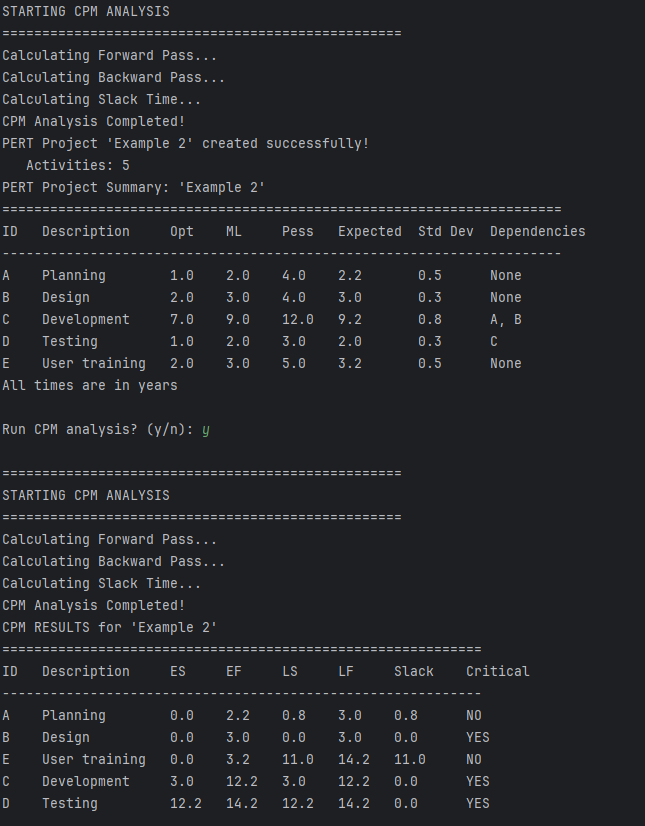 STARTING CPM ANALYSIS
==================================================
Calculating Forward Pass...
Calculating Backward Pass...
Calculating Slack Time...
CPM Analysis Completed!
PERT Project 'Example 2' created successfully!
   Activities: 5
PERT Project Summary: 'Example 2'
======================================================================
ID   Description     Opt    ML     Pess   Expected  Std Dev  Dependencies
----------------------------------------------------------------------
A    Planning        1.0    2.0    4.0    2.2       0.5      None
B    Design          2.0    3.0    4.0    3.0       0.3      None
C    Development     7.0    9.0    12.0   9.2       0.8      A, B
D    Testing         1.0    2.0    3.0    2.0       0.3      C
E    User training   2.0    3.0    5.0    3.2       0.5      None
All times are in years

Run CPM analysis? (y/n): y

==================================================
STARTING CPM ANALYSIS
==================================================
Calculating Forward Pass...
Calculating Backward Pass...
Calculating Slack Time...
CPM Analysis Completed!
CPM RESULTS for 'Example 2'
============================================================
ID   Description     ES     EF     LS     LF     Slack    Critical
------------------------------------------------------------
A    Planning        0.0    2.2    0.8    3.0    0.8      NO
B    Design          0.0    3.0    0.0    3.0    0.0      YES
E    User training   0.0    3.2    11.0   14.2   11.0     NO
C    Development     3.0    12.2   3.0    12.2   0.0      YES
D    Testing         12.2   14.2   12.2   14.2   0.0      YES